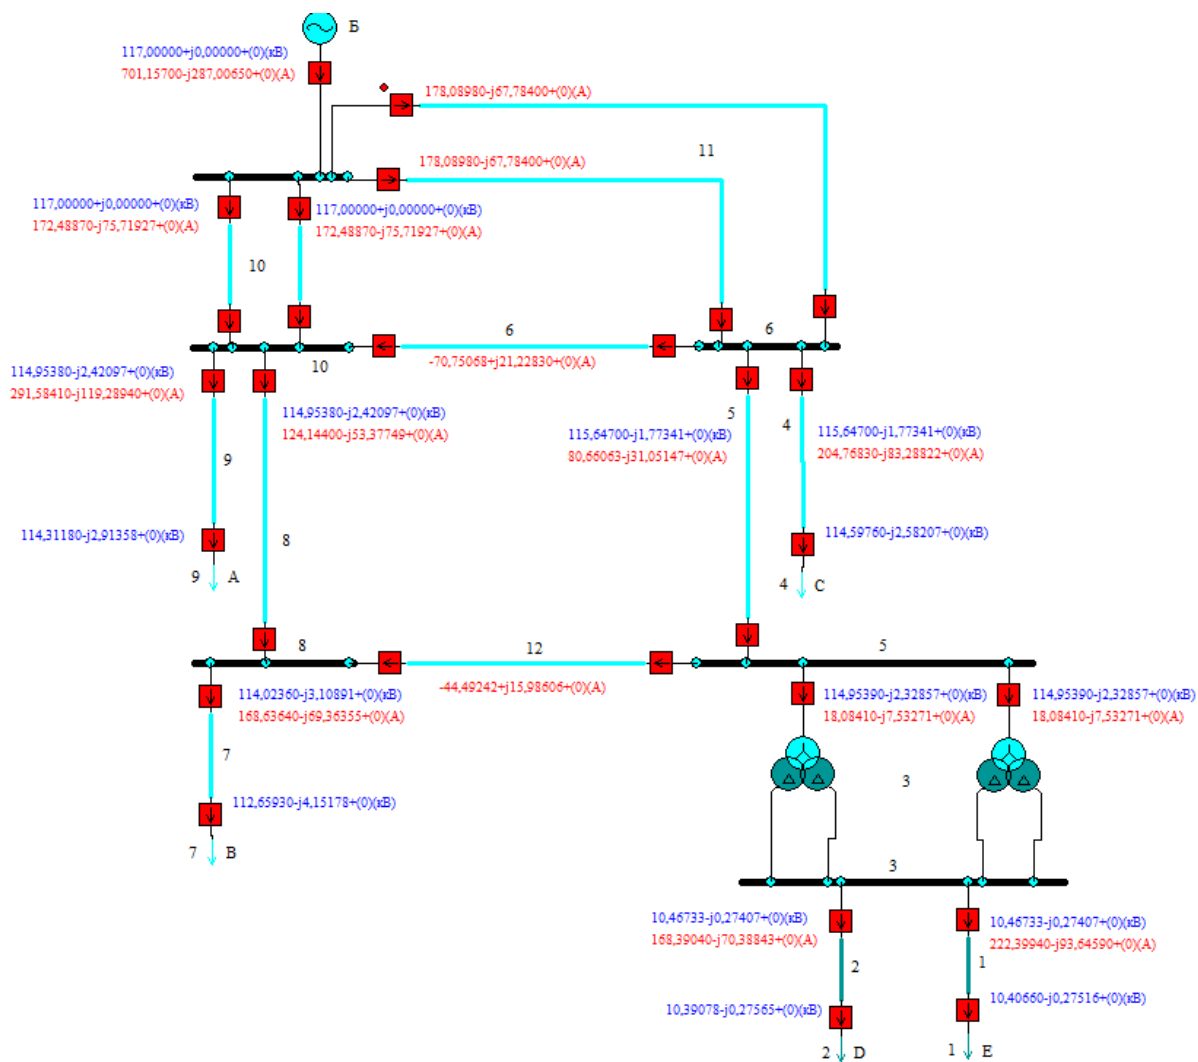 Б
117,00000+j0,00000+(0)(кВ)
701,15700-j287,00650+(0)(А)
178,08980-j67,78400+(0)(А)
11
178,08980-j67,78400+(0)(А)
117,00000+j0,00000+(0)(кВ)
172,48870-j75,71927+(0)(А)
117,00000+j0,00000+(0)(кВ)
172,48870-j75,71927+(0)(А)
10
6
6
10
-70,75068+j21,22830+(0)(А)
114,95380-j2,42097+(0)(кВ)
291,58410-j119,28940+(0)(А)
114,95380-j2,42097+(0)(кВ)
124,14400-j53,37749+(0)(А)
5
4
115,64700-j1,77341+(0)(кВ)
80,66063-j31,05147+(0)(А)
115,64700-j1,77341+(0)(кВ)
204,76830-j83,28822+(0)(А)
9
114,31180-j2,91358+(0)(кВ)
8
114,59760-j2,58207+(0)(кВ)
9
A
4
C
8
12
5
-44,49242+j15,98606+(0)(А)
114,02360-j3,10891+(0)(кВ)
168,63640-j69,36355+(0)(А)
114,95390-j2,32857+(0)(кВ)
18,08410-j7,53271+(0)(А)
114,95390-j2,32857+(0)(кВ)
18,08410-j7,53271+(0)(А)
7
3
112,65930-j4,15178+(0)(кВ)
7
B
3
10,46733-j0,27407+(0)(кВ)
168,39040-j70,38843+(0)(А)
10,46733-j0,27407+(0)(кВ)
222,39940-j93,64590+(0)(А)
2
1
10,39078-j0,27565+(0)(кВ)
10,40660-j0,27516+(0)(кВ)
2
D
1
E